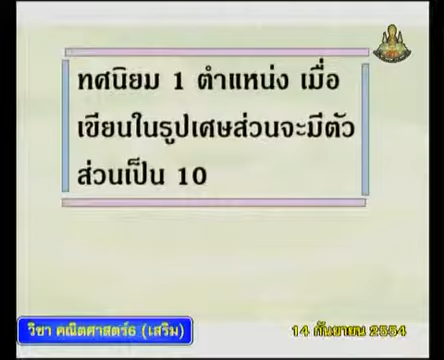 ทศนิยม 1 ตำแหน่ง เมื่อ
เขียนในรูปเศษส่วนจะมีตัว
ส่วนเป็น 10
วิชา คณิตศาสตร์6 (เสริม)
14 กันยายน 2554